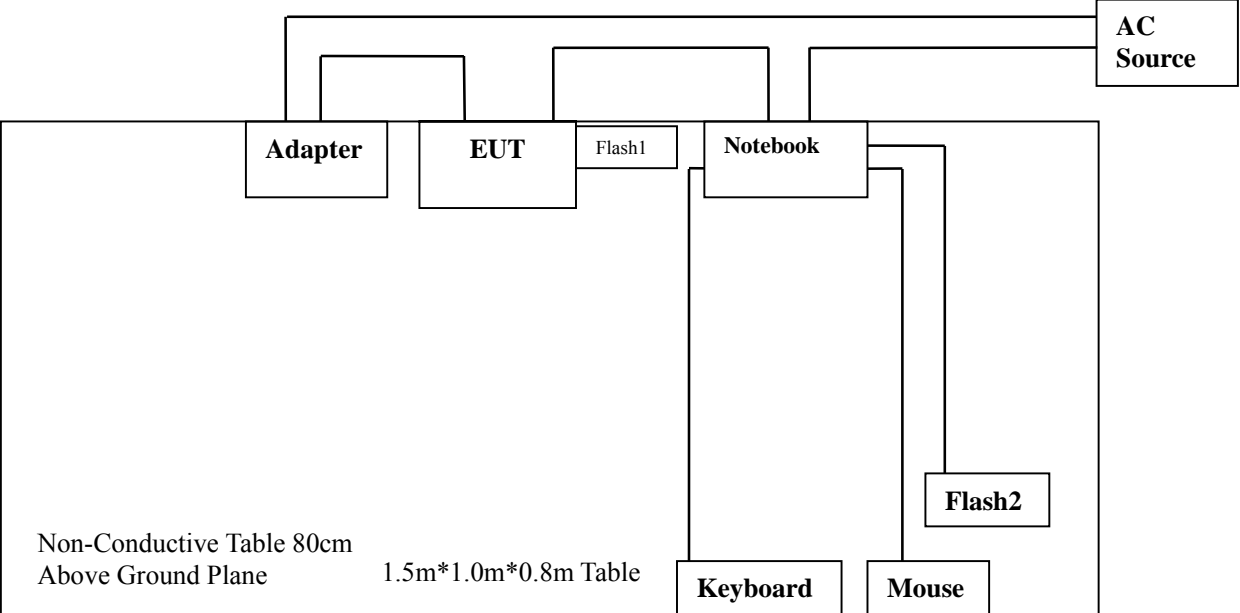 AC
Source
Adapter
EUT
Flash1
Notebook
Flash2
Non-Conductive Table 80cm
Above Ground Plane
1.5m*1.0m*0.8m Table
Keyboard
Mouse